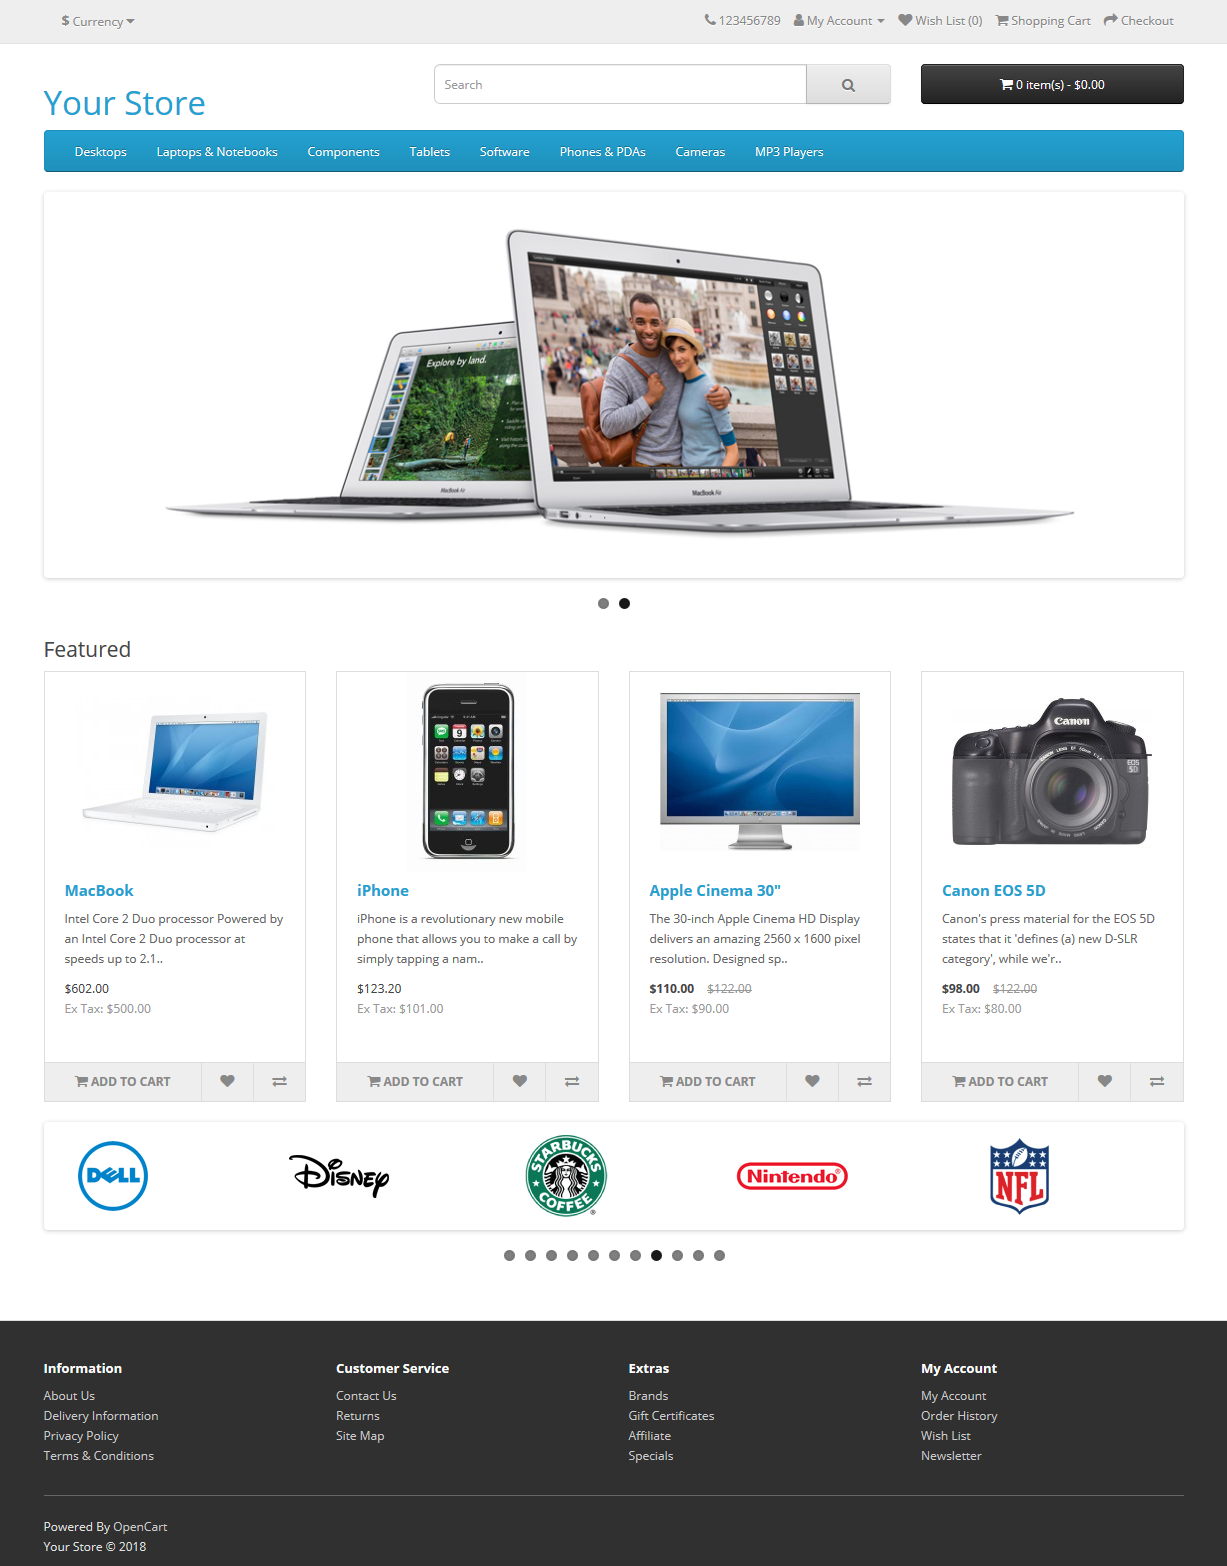 $ Currency
123456789 My Account Wish List (0) Shopping Cart Checkout
Your Store
Search
0 item(s) - $0.00
Desktops Laptops & Notebooks Components Tablets Software Phones & PDAs Cameras MP3 Players
Explore by land.
MacBook Air
MacBook Air
Featured
Canon
EOS
5D
MacBook
Intel Core 2 Duo processor Powered by
an Intel Core 2 Duo processor at
speeds up to 2.1..
$602.00
Ex Tax: $500.00
ADD TO CART
iPhone
iPhone is a revolutionary new mobile
phone that allows you to make a call by
simply tapping a nam..
$123.20
Ex Tax: $101.00
ADD TO CART
Apple Cinema 30"
The 30-inch Apple Cinema HD Display
delivers an amazing 2560 x 1600 pixel
resolution. Designed sp..
$110.00 $122.00
Ex Tax: $90.00
ADD TO CART
Canon EOS 5D
Canon's press material for the EOS 5D
states that it 'defines (a) new D-SLR
category', while we'r..
$98.00 $122.00
Ex Tax: $80.00
ADD TO CART
DELL
Disney
STARBUCKS
COFFEE
®
Nintendo®
NFL
Information
About Us
Delivery Information
Privacy Policy
Terms & Conditions
Customer Service
Contact Us
Returns
Site Map
Extras
Brands
Gift Certificates
Affiliate
Specials
My Account
My Account
Order History
Wish List
Newsletter
Powered By OpenCart
Your Store © 2018